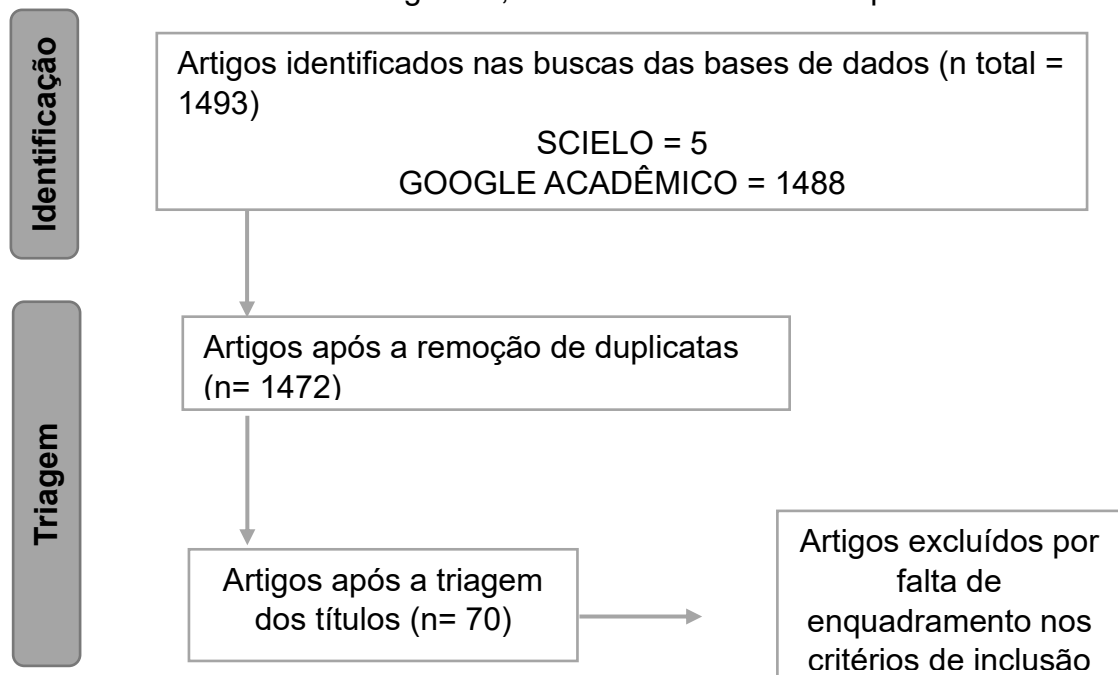 Identificação
Artigos identificados nas buscas das bases de dados (n total =
1493)
SCIELO = 5
GOOGLE ACADÊMICO = 1488
Triagem
Artigos após a remoção de duplicatas
(n= 1472)
Artigos após a triagem
dos títulos (n= 70)
Artigos excluídos por
falta de
enquadramento nos
critérios de inclusão